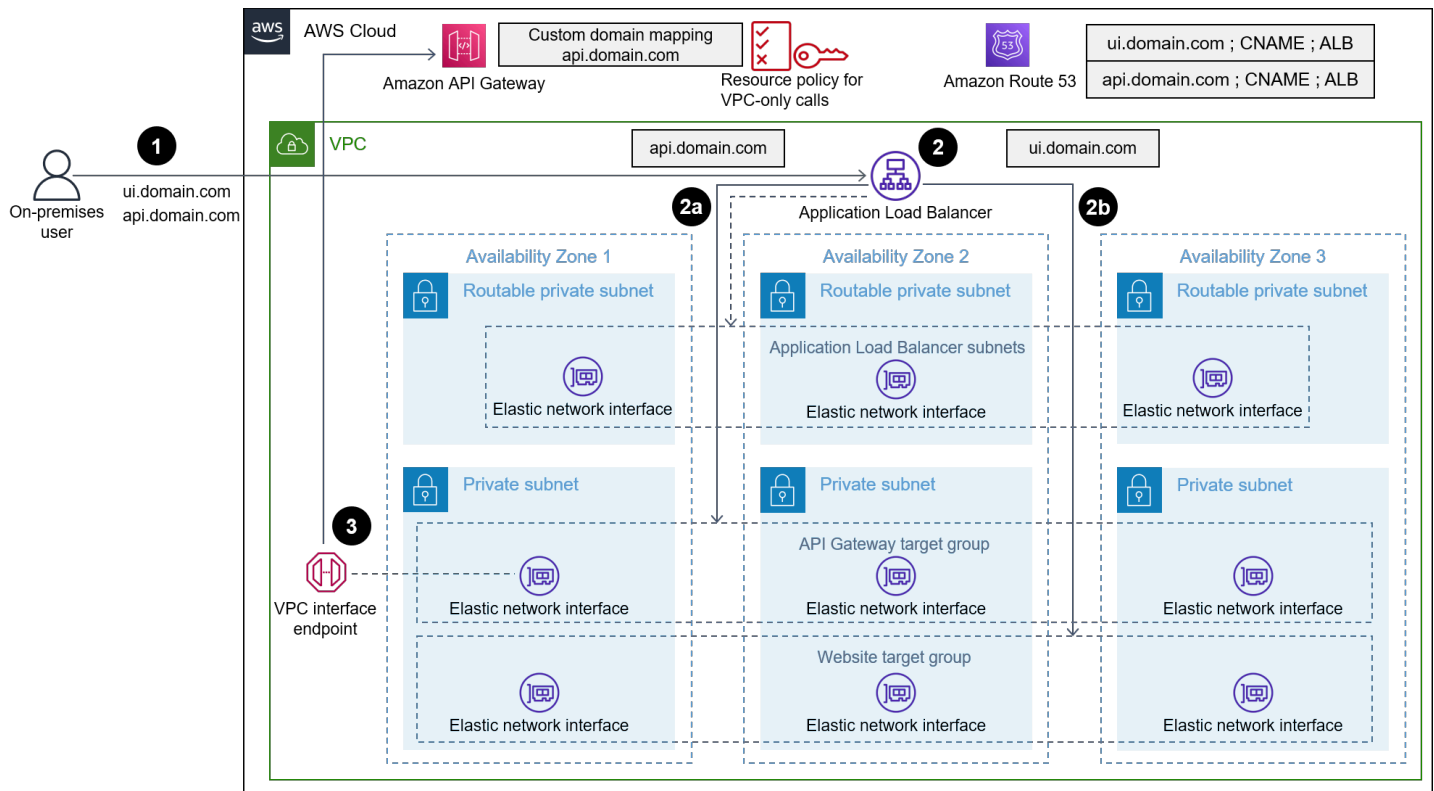 aws
AWS Cloud
Amazon API Gateway
Custom domain mapping
api.domain.com
Resource policy for
VPC-only calls
53
Amazon Route 53
ui.domain.com ; CNAME ; ALB
api.domain.com ; CNAME ; ALB
VPC
1
On-premises
user
ui.domain.com
api.domain.com
api.domain.com
2
ui.domain.com
Application Load Balancer
2a
2b
Availability Zone 1
Availability Zone 2
Availability Zone 3
Routable private subnet
Routable private subnet
Routable private subnet
Application Load Balancer subnets
Elastic network interface
Elastic network interface
Elastic network interface
Private subnet
Private subnet
Private subnet
3
VPC interface
endpoint
API Gateway target group
Elastic network interface
Elastic network interface
Elastic network interface
Website target group
Elastic network interface
Elastic network interface
Elastic network interface